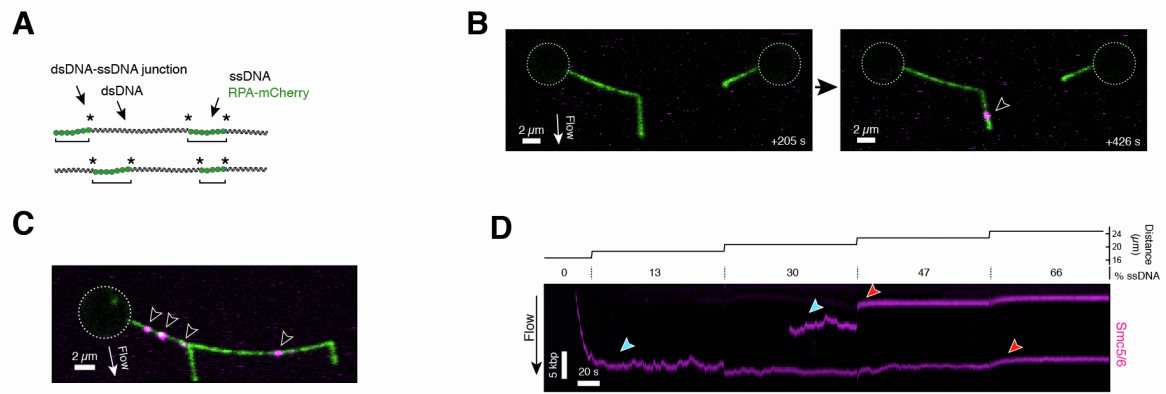 A
dsDNA-ssDNA junction
dsDNA
ssDNA
RPA-mCherry
* * *
* * * *
B
Flow
2 µm
+205 s
2 µm
Flow
+426 s
C
Flow
2 µm
D
24
20
16
Distance
(µm)
0 13 30 47 66 % ssDNA
Flow
5 kbp
20 s
Smc5/6